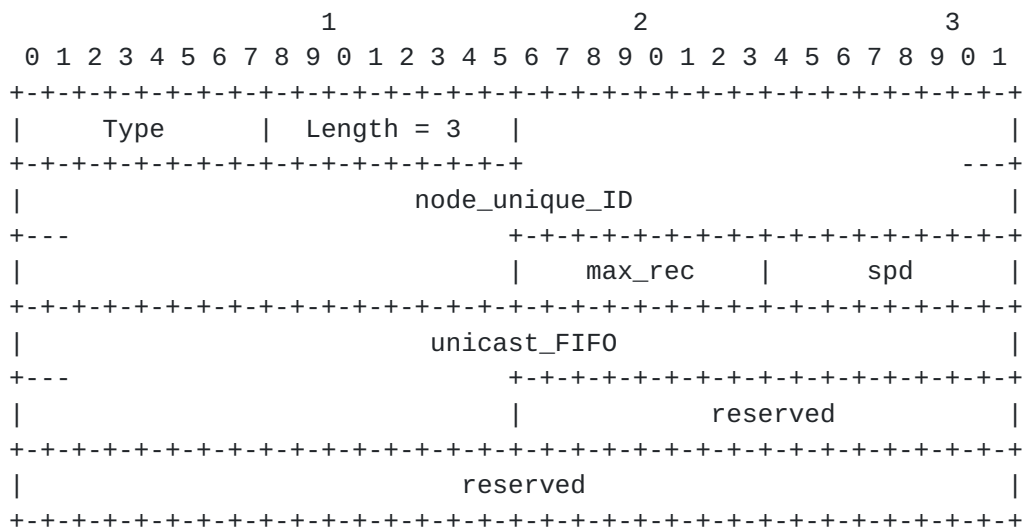 1                   2                   3
 0 1 2 3 4 5 6 7 8 9 0 1 2 3 4 5 6 7 8 9 0 1 2 3 4 5 6 7 8 9 0 1
+-+-+-+-+-+-+-+-+-+-+-+-+-+-+-+-+-+-+-+-+-+-+-+-+-+-+-+-+-+-+-+-+
|     Type      |  Length = 3   |                               |
+-+-+-+-+-+-+-+-+-+-+-+-+-+-+-+-+                            ---+
|                         node_unique_ID                        |
+---                            +-+-+-+-+-+-+-+-+-+-+-+-+-+-+-+-+
|                               |    max_rec    |      spd      |
+-+-+-+-+-+-+-+-+-+-+-+-+-+-+-+-+-+-+-+-+-+-+-+-+-+-+-+-+-+-+-+-+
|                          unicast_FIFO                         |
+---                            +-+-+-+-+-+-+-+-+-+-+-+-+-+-+-+-+
|                               |            reserved           |
+-+-+-+-+-+-+-+-+-+-+-+-+-+-+-+-+-+-+-+-+-+-+-+-+-+-+-+-+-+-+-+-+
|                            reserved                           |
+-+-+-+-+-+-+-+-+-+-+-+-+-+-+-+-+-+-+-+-+-+-+-+-+-+-+-+-+-+-+-+-+